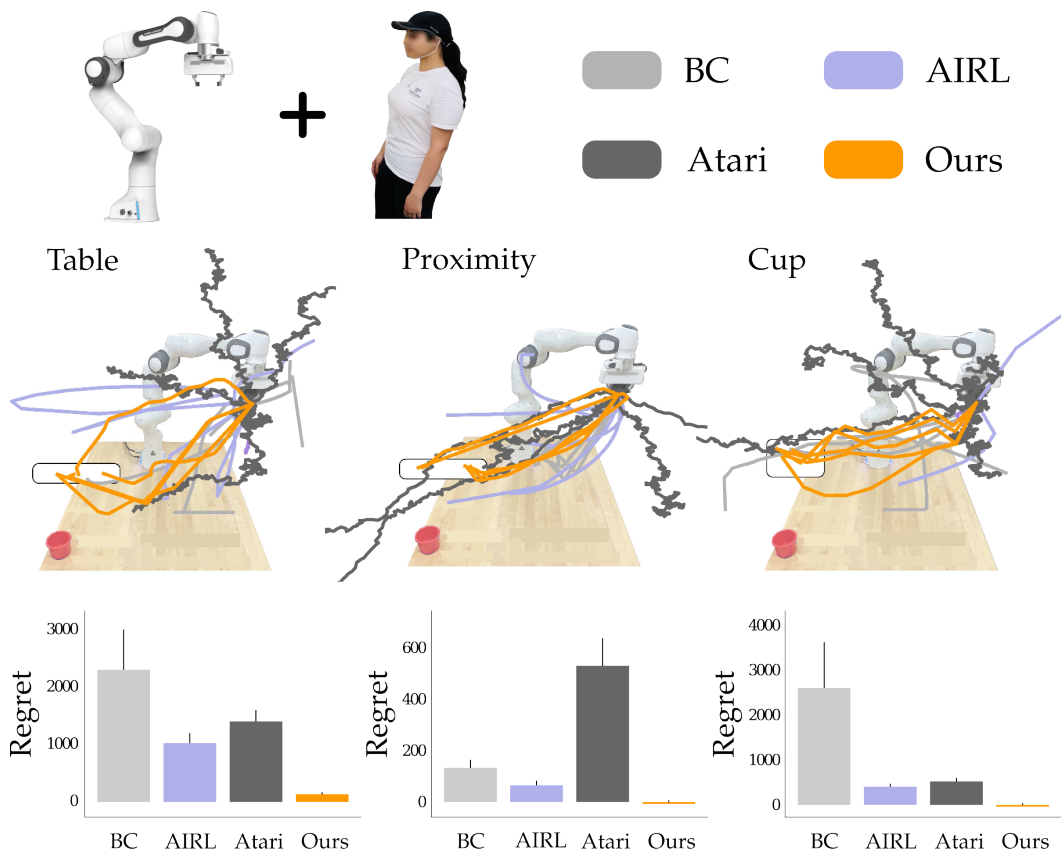 BC
AIRL
Atari
Ours
Table
Proximity
Cup
Regret
3000
2000
1000
0
BC AIRL Atari Ours
Regret
600
400
200
0
BC AIRL Atari Ours
Regret
4000
3000
2000
1000
0
BC AIRL Atari Ours